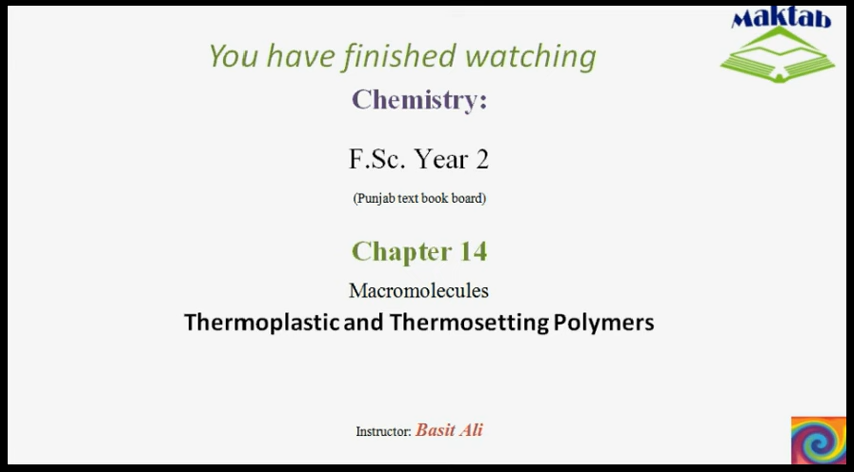 Maktab
You have finished watching
Chemistry:
F.Sc. Year 2
(Punjab text book board)
Chapter 14
Macromolecules
Thermoplastic and Thermosetting Polymers
Instructor: Basit Ali